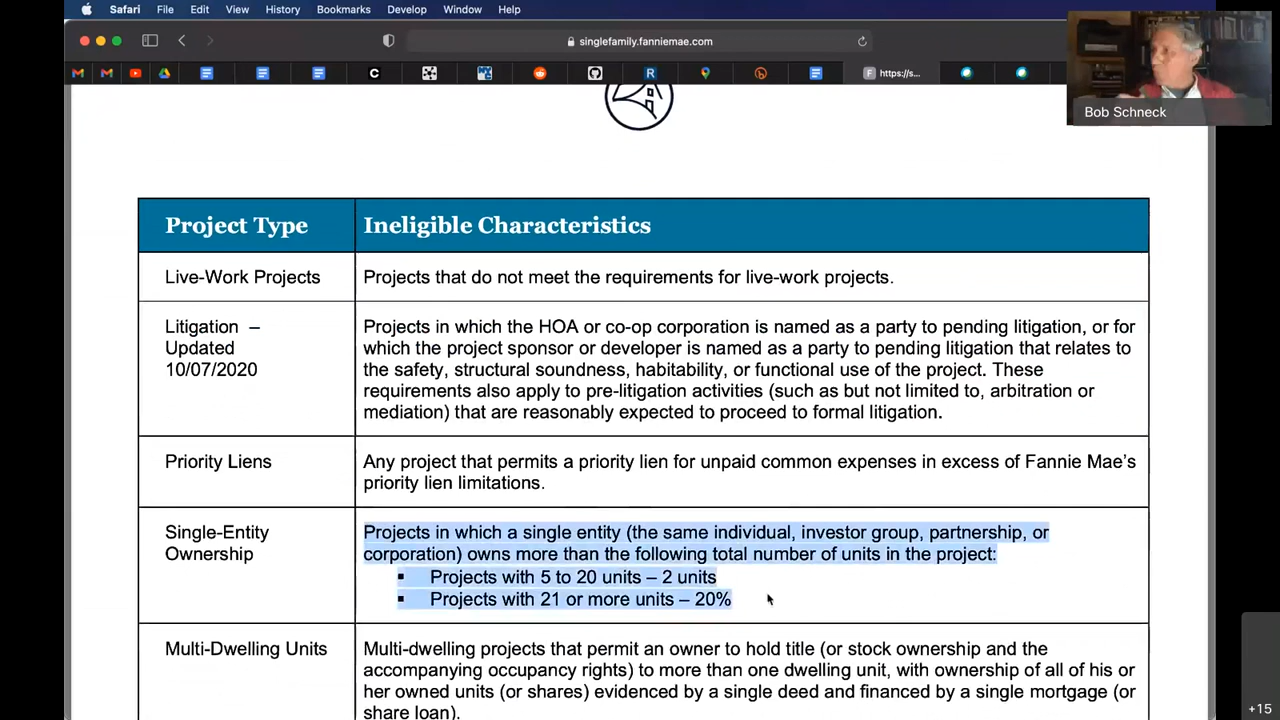 Safari File Edit View History Bookmarks Develop Window Help
singlefamily.fanniemae.com
https://s...
Bob Schneck
Project Type
Ineligible Characteristics
Live-Work Projects
Projects that do not meet the requirements for live-work projects.
Litigation –
Updated
10/07/2020
Projects in which the HOA or co-op corporation is named as a party to pending litigation, or for
which the project sponsor or developer is named as a party to pending litigation that relates to
the safety, structural soundness, habitability, or functional use of the project. These
requirements also apply to pre-litigation activities (such as but not limited to, arbitration or
mediation) that are reasonably expected to proceed to formal litigation.
Priority Liens
Any project that permits a priority lien for unpaid common expenses in excess of Fannie Mae’s
priority lien limitations.
Single-Entity
Ownership
Projects in which a single entity (the same individual, investor group, partnership, or
corporation) owns more than the following total number of units in the project:
▪ Projects with 5 to 20 units – 2 units
▪ Projects with 21 or more units – 20%
Multi-Dwelling Units
Multi-dwelling projects that permit an owner to hold title (or stock ownership and the
accompanying occupancy rights) to more than one dwelling unit, with ownership of all of his or
her owned units (or shares) evidenced by a single deed and financed by a single mortgage (or
share loan).
+15